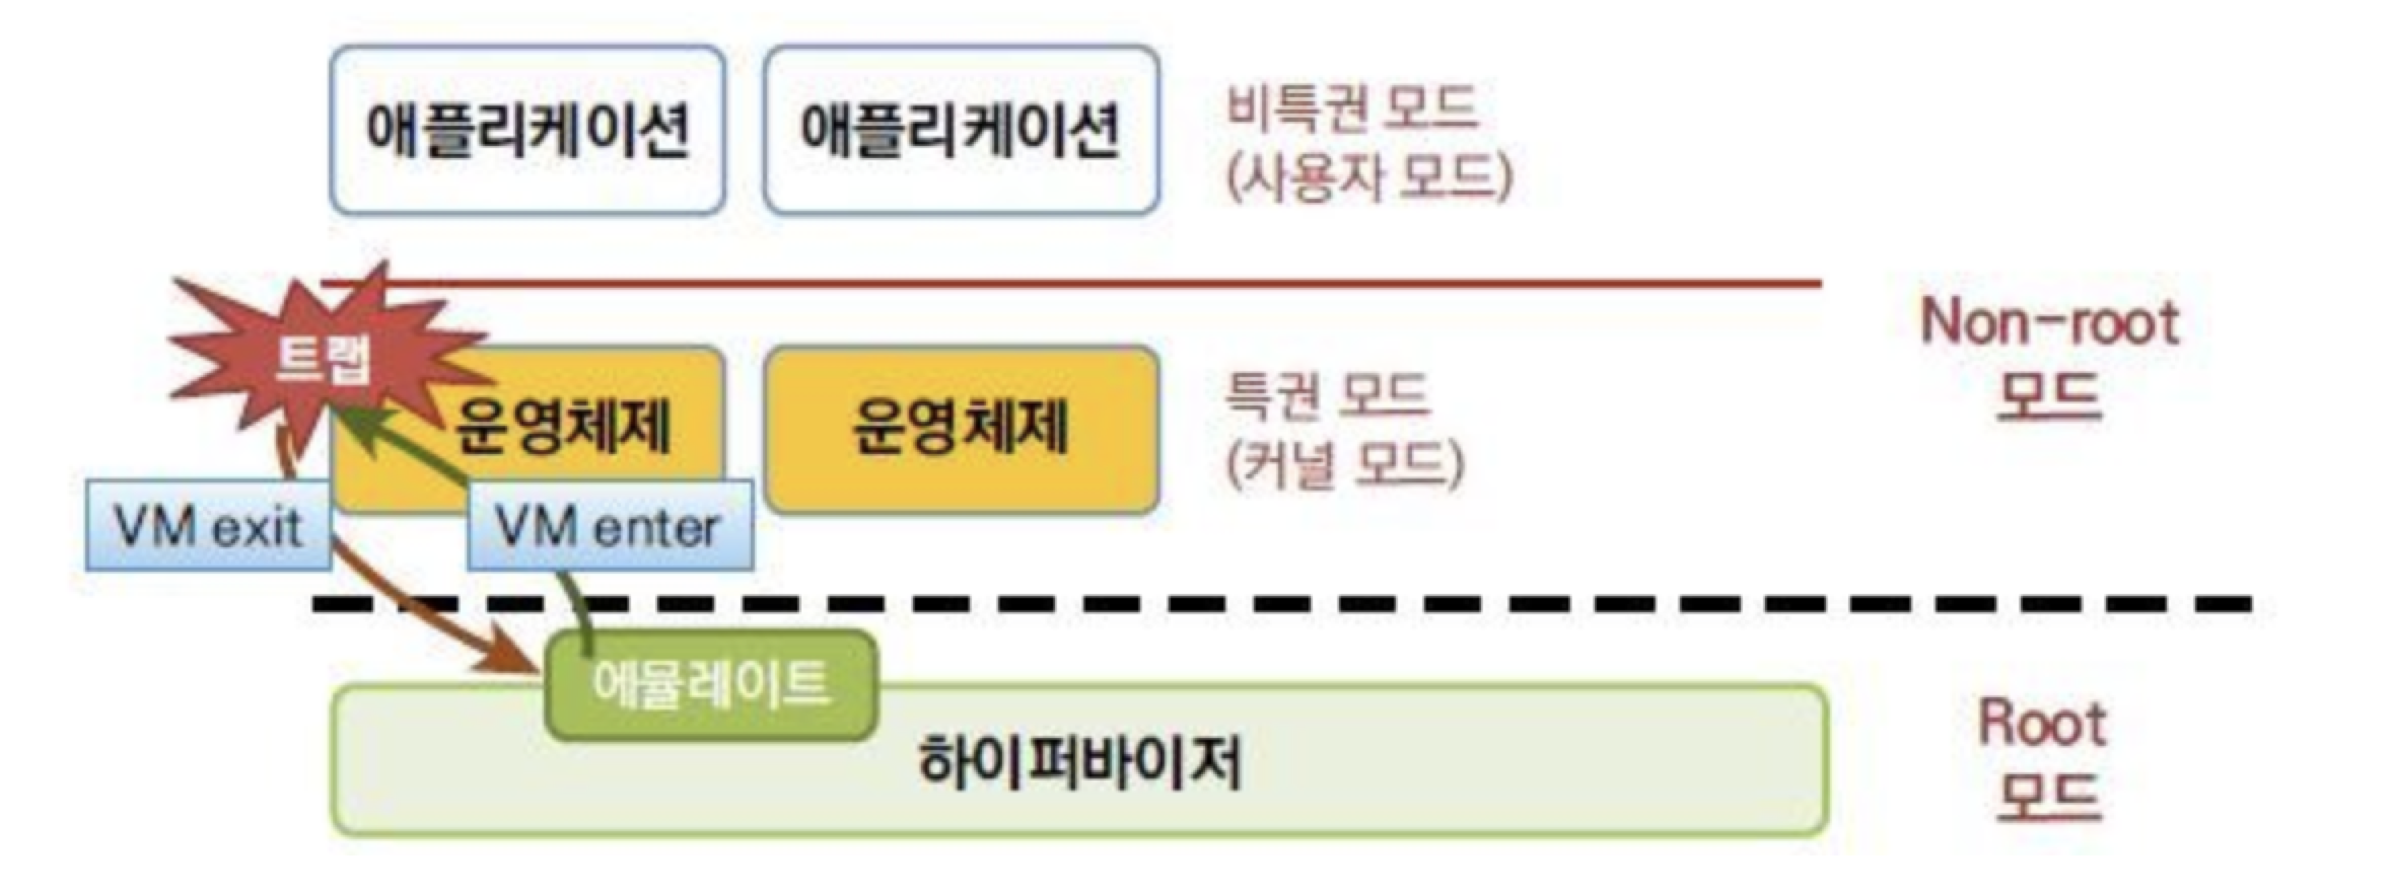 애플리케이션
애플리케이션
비특권 모드
(사용자 모드)
트랩
운영체제
운영체제
특권 모드
(커널 모드)
Non-root
모드
VM exit
VM enter
에뮬레이트
하이퍼바이저
Root
모드